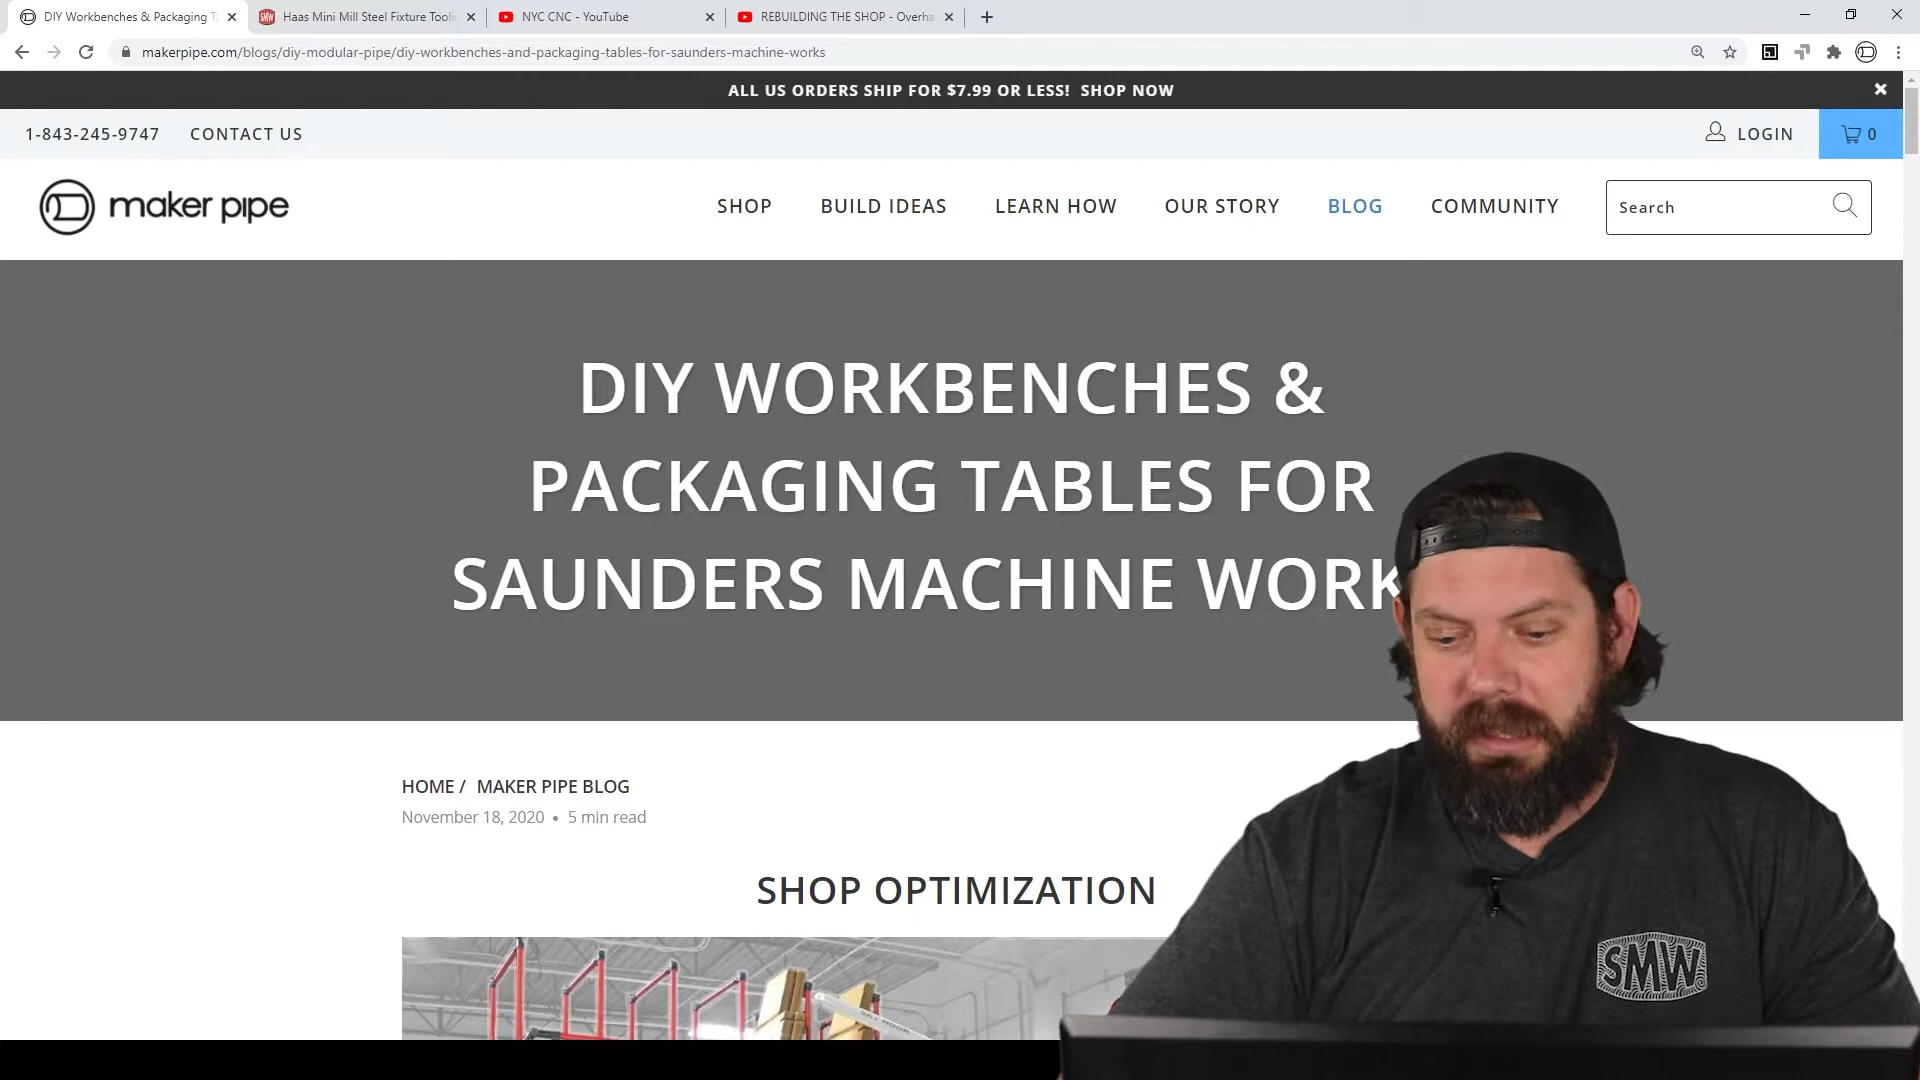 DIY Workbenches & Packaging T
Haas Mini Mill Steel Fixture Tooli
NYC CNC - YouTube
REBUILDING THE SHOP - Overha
makerpipe.com/blogs/diy-modular-pipe/diy-workbenches-and-packaging-tables-for-saunders-machine-works
ALL US ORDERS SHIP FOR $7.99 OR LESS! SHOP NOW
1-843-245-9747 CONTACT US
LOGIN
0
maker pipe
SHOP BUILD IDEAS LEARN HOW OUR STORY BLOG COMMUNITY
Search
DIY WORKBENCHES &
PACKAGING TABLES FOR
SAUNDERS MACHINE WORK
HOME / MAKER PIPE BLOG
November 18, 2020 • 5 min read
SHOP OPTIMIZATION
SMW